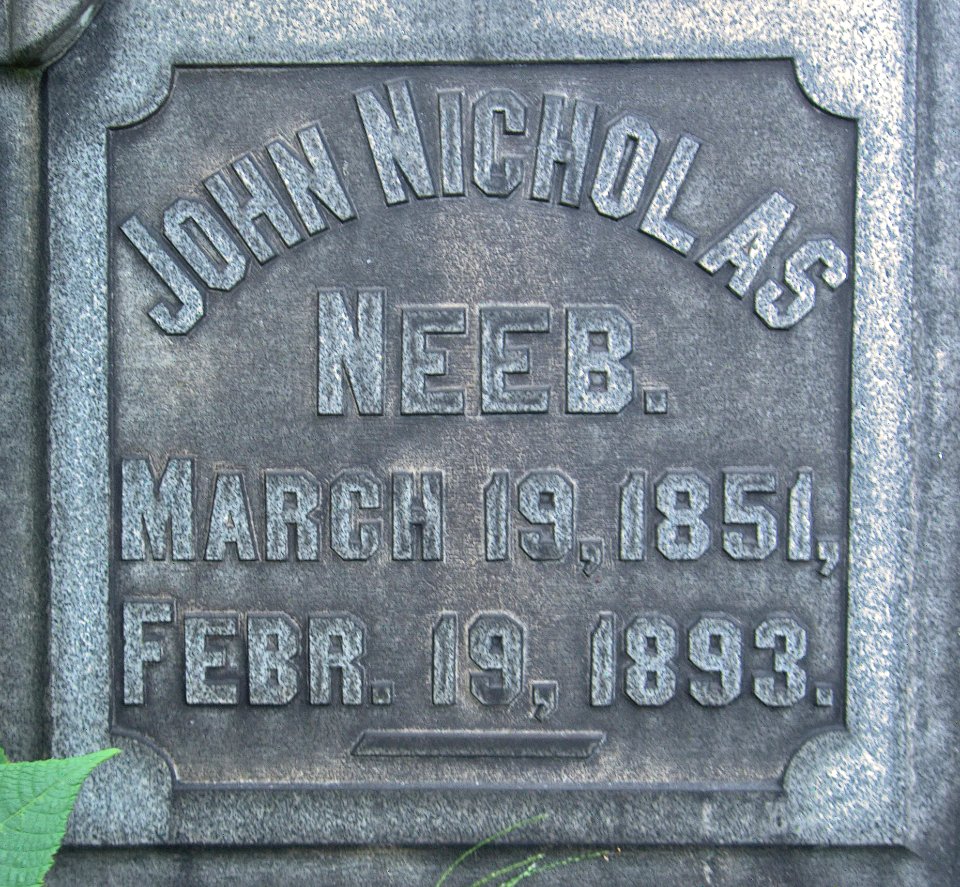 JOHN NICHOLAS
NEEB.
MARCH 19, 1851,
FEBR. 19, 1893.